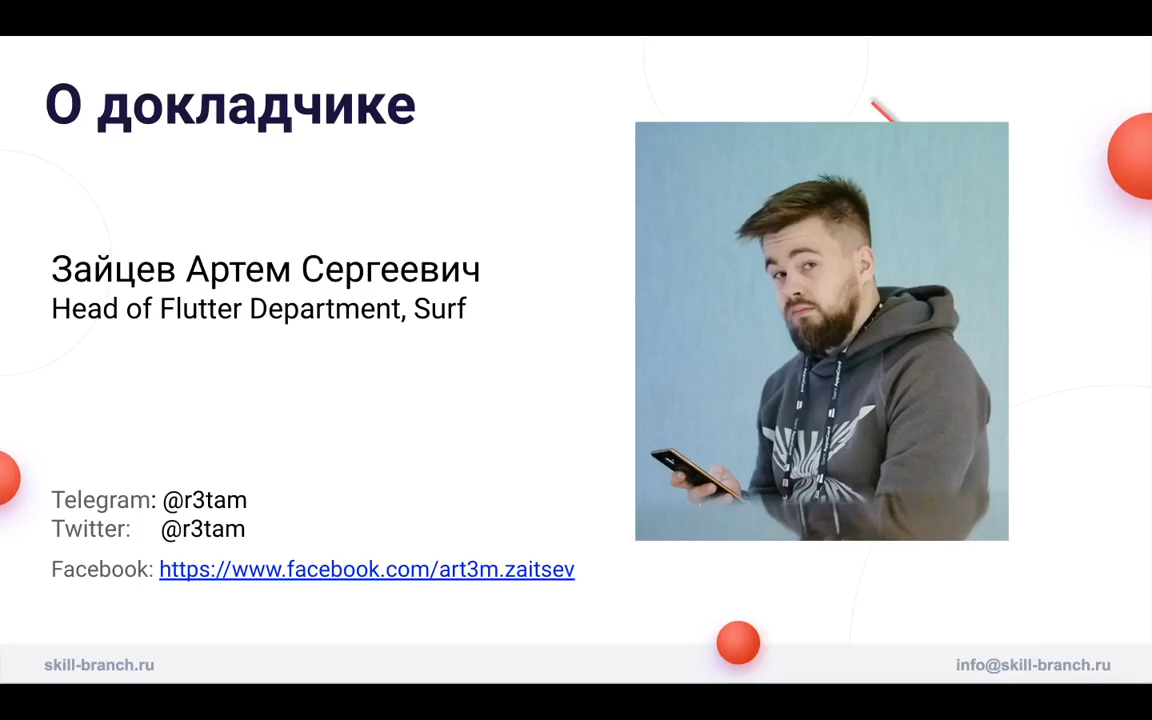 О докладчике
Зайцев Артем Сергеевич
Head of Flutter Department, Surf
Telegram: @r3tam
Twitter: @r3tam
Facebook: https://www.facebook.com/art3m.zaitsev
skill-branch.ru
info@skill-branch.ru